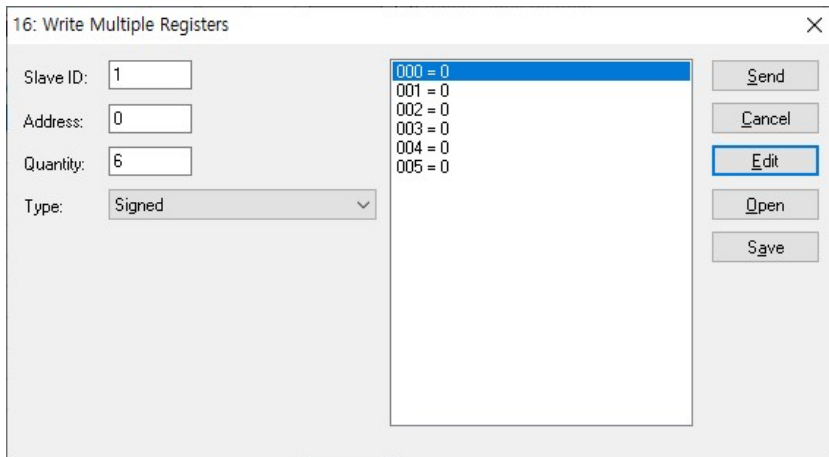 16: Write Multiple Registers
Slave ID: 1
Address: 0
Quantity: 6
Type: Signed
000 = 0
001 = 0
002 = 0
003 = 0
004 = 0
005 = 0
Send
Cancel
Edit
Open
Save